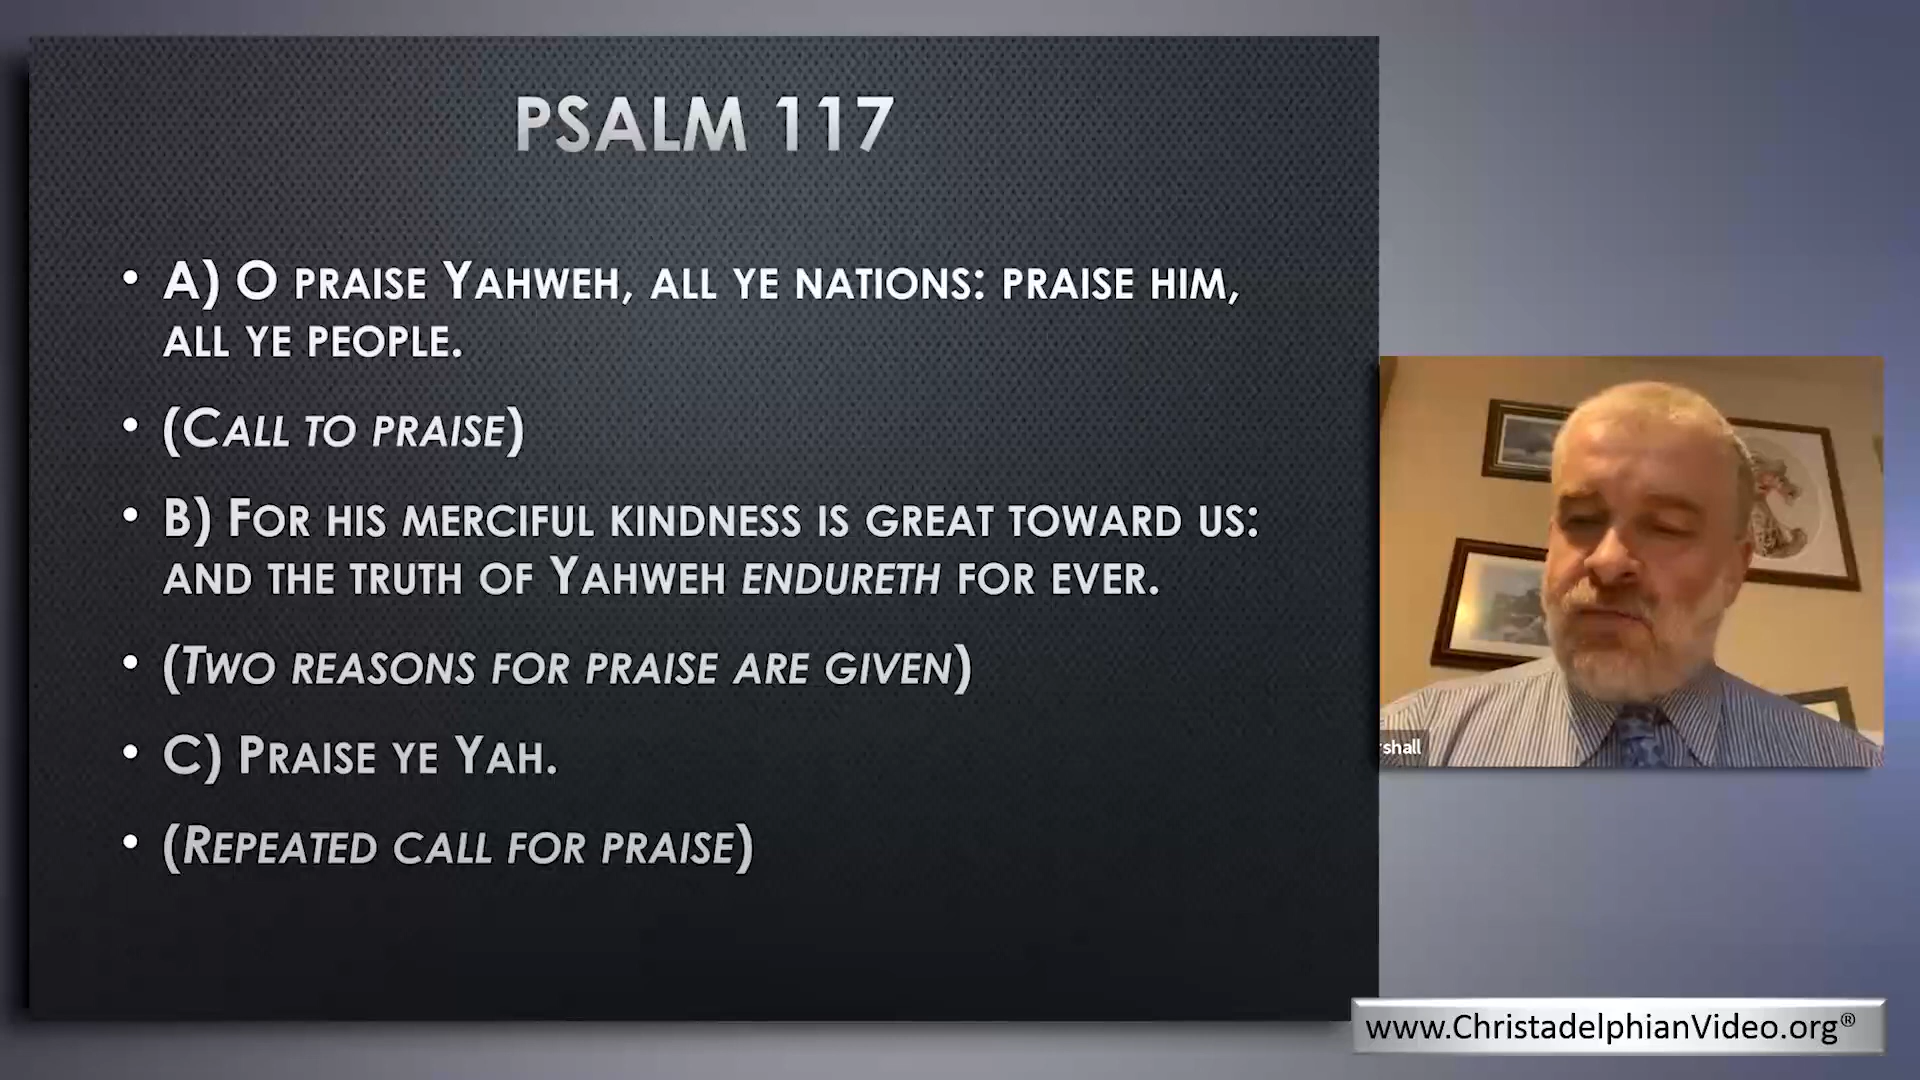 PSALM 117
• A) O PRAISE YAHWEH, ALL YE NATIONS: PRAISE HIM,
ALL YE PEOPLE.
• (CALL TO PRAISE)
• B) FOR HIS MERCIFUL KINDNESS IS GREAT TOWARD US:
AND THE TRUTH OF YAHWEH ENDURETH FOR EVER.
• (TWO REASONS FOR PRAISE ARE GIVEN)
• C) PRAISE YE YAH.
• (REPEATED CALL FOR PRAISE)
shall
www.ChristadelphianVideo.org®